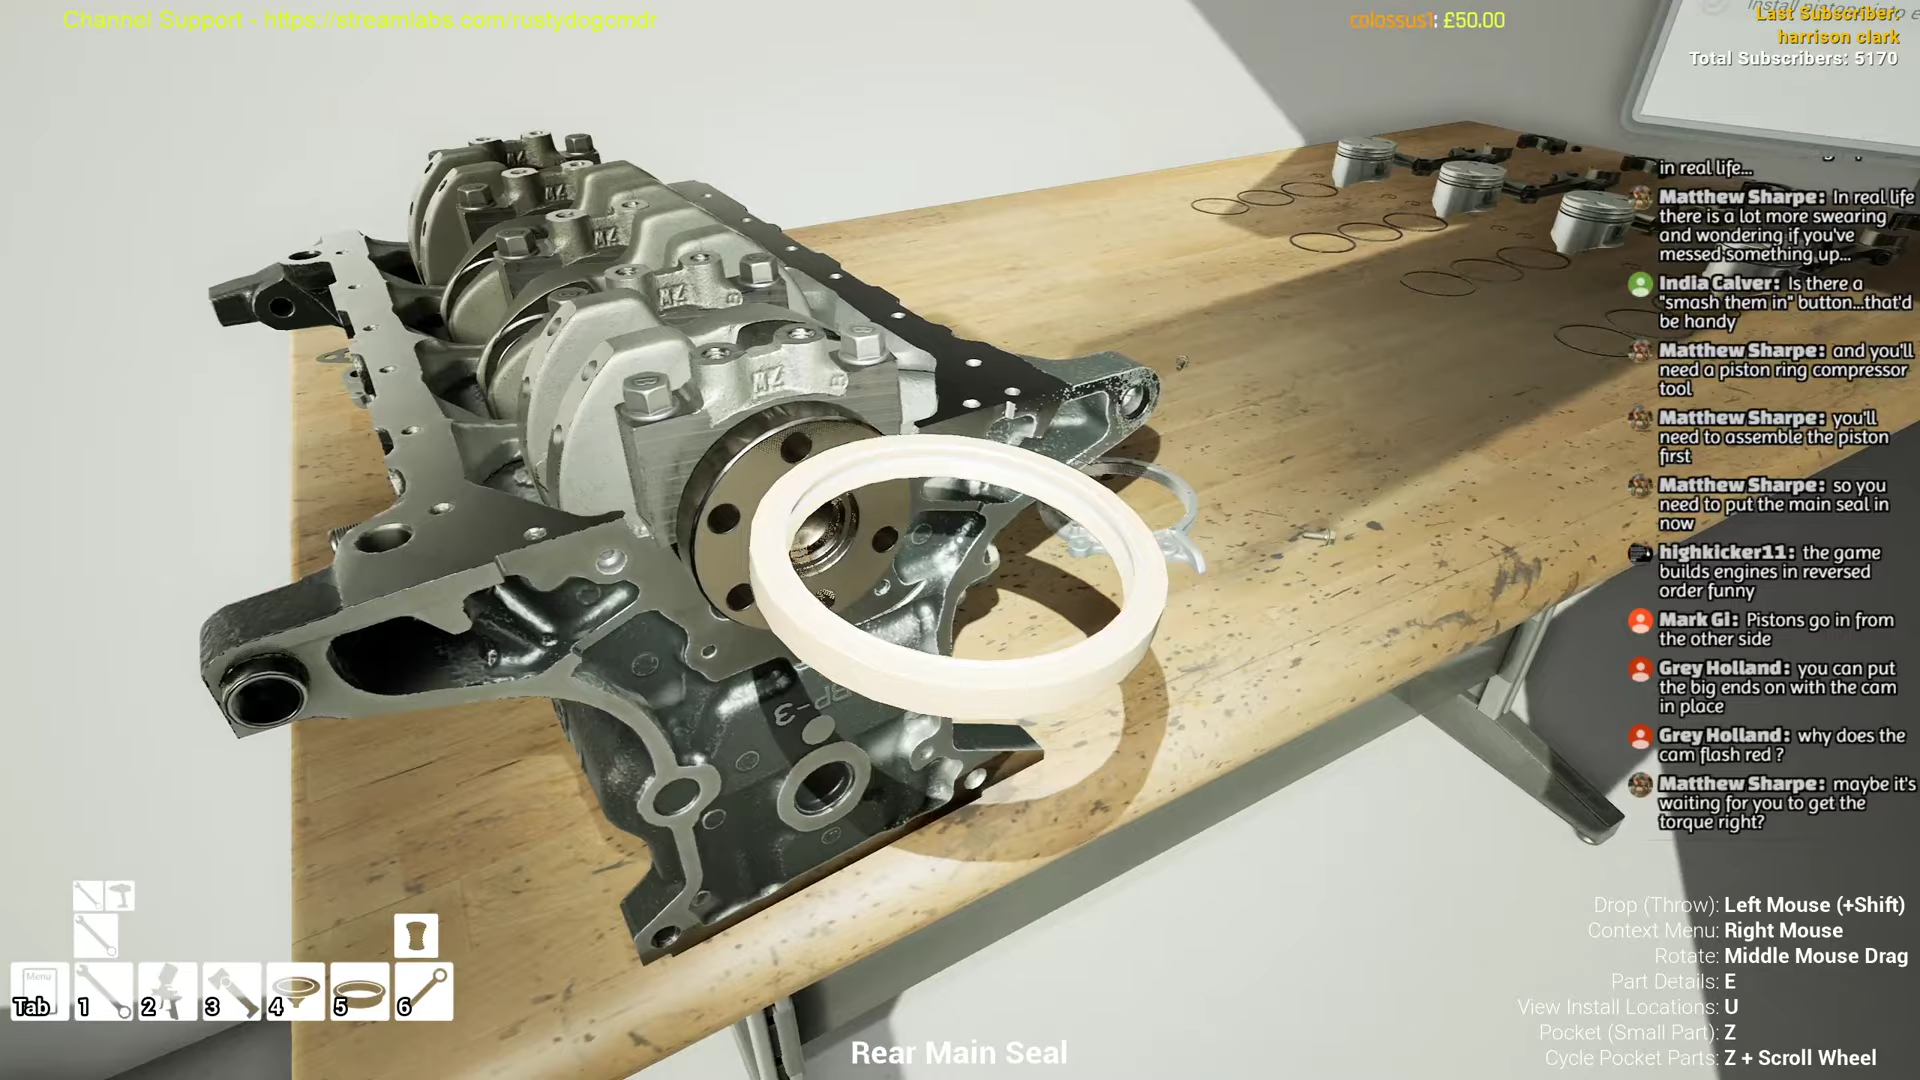 Channel Support - https://streamlabs.com/rustydogcmdr
colossus1: £50.00
Last Subscriber:
harrison clark
Total Subscribers: 5170
in real life...
Matthew Sharpe: In real life
there is a lot more swearing
and wondering if you've
messed something up...
India Calver: Is there a
"smash them in" button...that'd
be handy
Matthew Sharpe: and you'll
need a piston ring compressor
tool
Matthew Sharpe: you'll
need to assemble the piston
first
Matthew Sharpe: so you
need to put the main seal in
now
highkicker11: the game
builds engines in reversed
order funny
Mark Gi: Pistons go in from
the other side
Grey Holland: you can put
the big ends on with the cam
in place
Grey Holland: why does the
cam flash red ?
Matthew Sharpe: maybe it's
waiting for you to get the
torque right?
MZ
MZ
MZ
MZ
BP-3
Menu
Tab 1 2 3 4 5 6
Drop (Throw): Left Mouse (+Shift)
Context Menu: Right Mouse
Rotate: Middle Mouse Drag
Part Details: E
View Install Locations: U
Pocket (Small Part): Z
Cycle Pocket Parts: Z + Scroll Wheel
Rear Main Seal